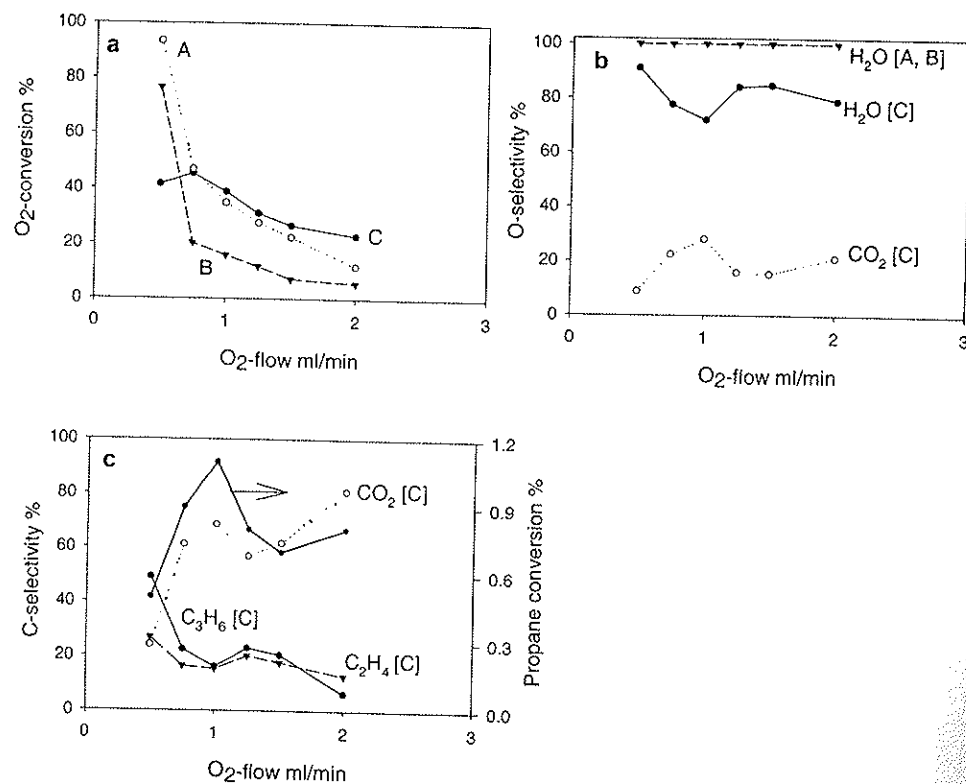 a
100
80
60
40
20
0
0 1 2 3
O2-conversion %
O2-flow ml/min
A
B
C
b
100
80
60
40
20
0
0 1 2 3
O-selectivity %
O2-flow ml/min
H2O [A, B]
H2O [C]
CO2 [C]
c
100
80
60
40
20
0
0 1 2 3
C-selectivity %
O2-flow ml/min
1.2
0.9
0.6
0.3
0.0
Propane conversion %
CO2 [C]
C3H6 [C]
C2H4 [C]